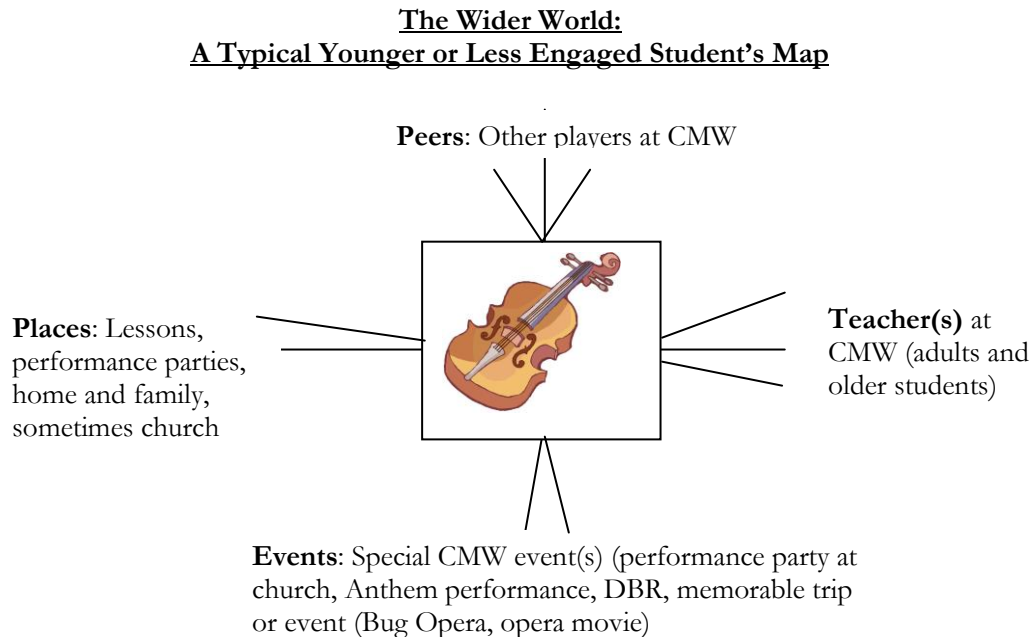 The Wider World:
A Typical Younger or Less Engaged Student's Map
Peers: Other players at CMW
Places: Lessons,
performance parties,
home and family,
sometimes church
Teacher(s) at
CMW (adults and
older students)
Events: Special CMW event(s) (performance party at
church, Anthem performance, DBR, memorable trip
or event (Bug Opera, opera movie)